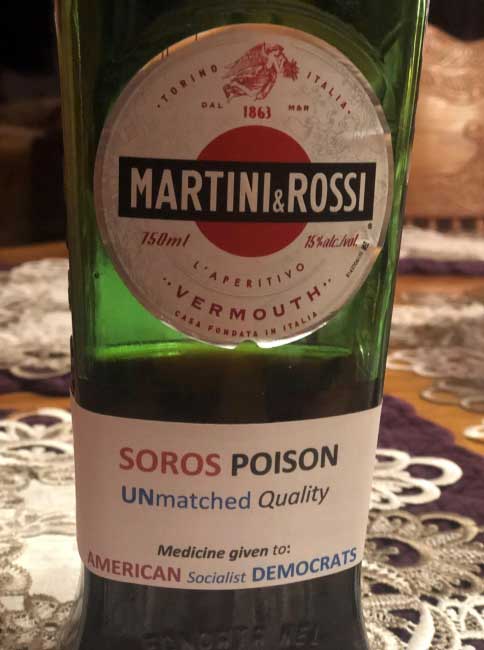 · TORINO ITALIA ·
DAL 1863 M&R
MARTINI & ROSSI
750ml 15% alc./vol.
L'APERITIVO
··VERMOUTH··
CASA FONDATA IN ITALIA
SOROS POISON
UNmatched Quality
Medicine given to:
AMERICAN Socialist DEMOCRATS